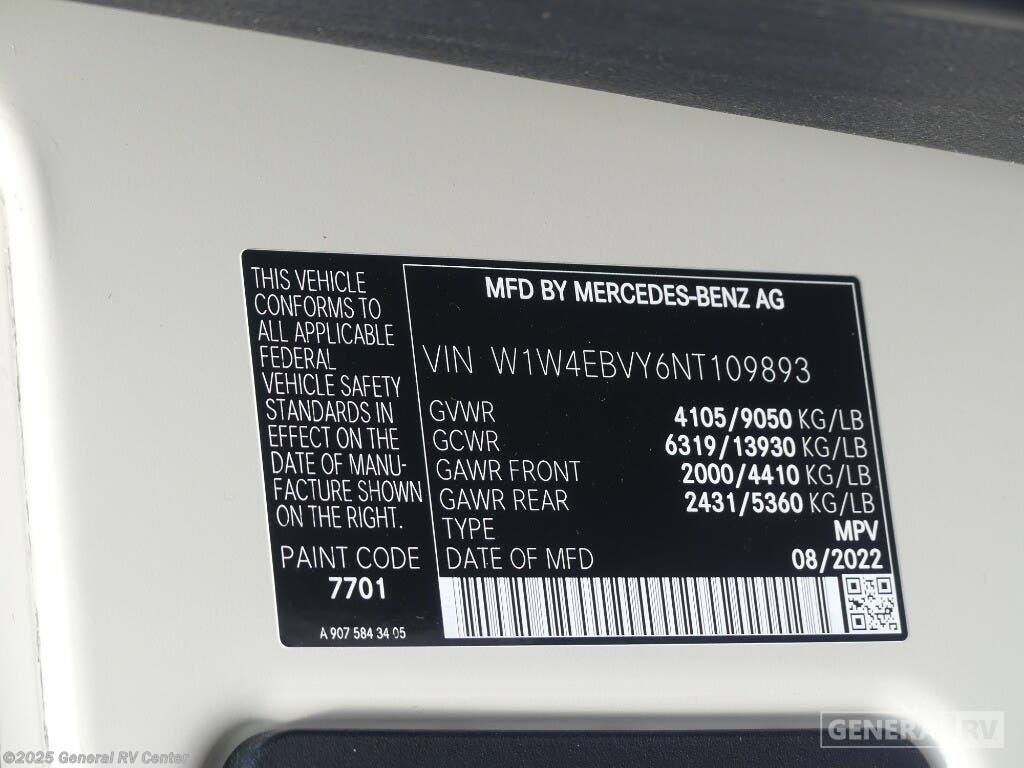 THIS VEHICLE
CONFORMS TO
ALL APPLICABLE
FEDERAL
VEHICLE SAFETY
STANDARDS IN
EFFECT ON THE
DATE OF MANU-
FACTURE SHOWN
ON THE RIGHT.
PAINT CODE
7701
A 907 584 34 05
MFD BY MERCEDES-BENZ AG
VIN W1W4EBVY6NT109893
GVWR 4105/9050 KG/LB
GCWR 6319/13930 KG/LB
GAWR FRONT 2000/4410 KG/LB
GAWR REAR 2431/5360 KG/LB
TYPE MPV
DATE OF MFD 08/2022
GENERAL RV
©2025 General RV Center